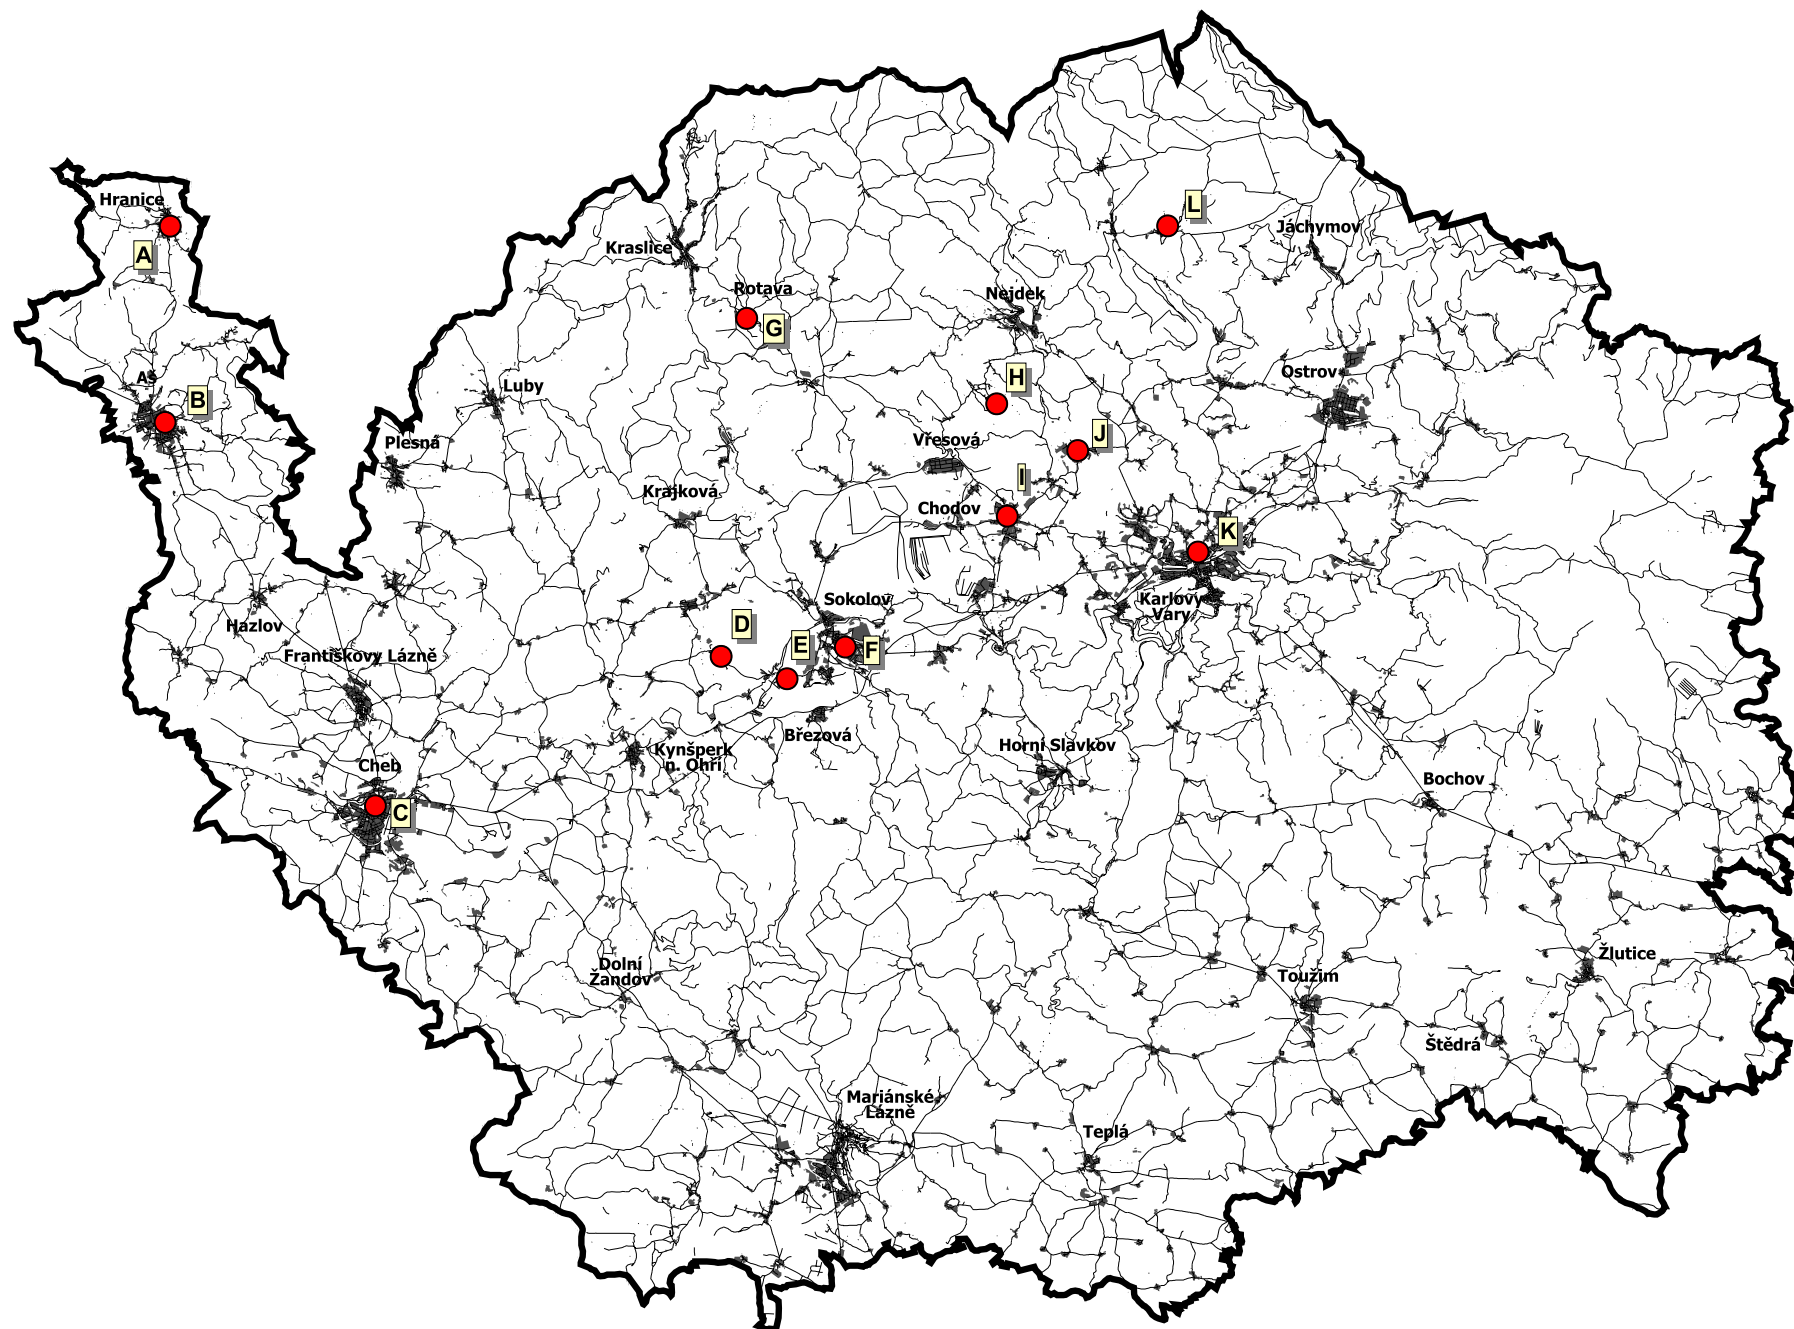 Hranice
A
L
Jáchymov
Kraslice
Rotava
G
Nejdek
Aš
B
Luby
H
Ostrov
Plesná
Vřesová
J
I
Krajková
Chodov
K
Sokolov
Karlovy
Vary
Hazlov
D
E
F
Františkovy Lázně
Březová
Kynšperk
n. Ohří
Horní Slavkov
Cheb
C
Bochov
Dolní
Žandov
Toužim
Žlutice
Štědrá
Mariánské
Lázně
Teplá